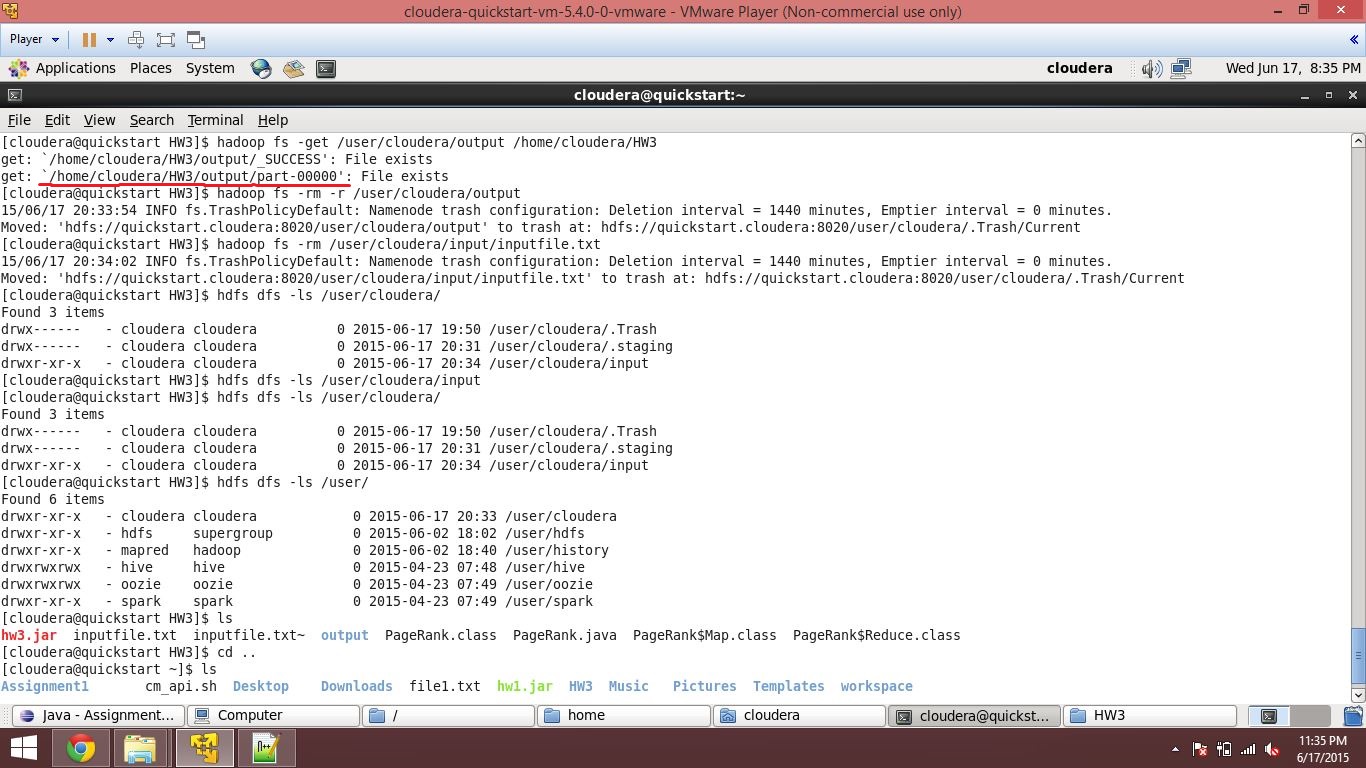 cloudera-quickstart-vm-5.4.0-0-vmware - VMware Player (Non-commercial use only)
Player
Applications Places System cloudera Wed Jun 17, 8:35 PM
cloudera@quickstart:~
File Edit View Search Terminal Help
[cloudera@quickstart HW3]$ hadoop fs -get /user/cloudera/output /home/cloudera/HW3
get: `/home/cloudera/HW3/output/_SUCCESS': File exists
get: `/home/cloudera/HW3/output/part-00000': File exists
[cloudera@quickstart HW3]$ hadoop fs -rm -r /user/cloudera/output
15/06/17 20:33:54 INFO fs.TrashPolicyDefault: Namenode trash configuration: Deletion interval = 1440 minutes, Emptier interval = 0 minutes.
Moved: 'hdfs://quickstart.cloudera:8020/user/cloudera/output' to trash at: hdfs://quickstart.cloudera:8020/user/cloudera/.Trash/Current
[cloudera@quickstart HW3]$ hadoop fs -rm /user/cloudera/input/inputfile.txt
15/06/17 20:34:02 INFO fs.TrashPolicyDefault: Namenode trash configuration: Deletion interval = 1440 minutes, Emptier interval = 0 minutes.
Moved: 'hdfs://quickstart.cloudera:8020/user/cloudera/input/inputfile.txt' to trash at: hdfs://quickstart.cloudera:8020/user/cloudera/.Trash/Current
[cloudera@quickstart HW3]$ hdfs dfs -ls /user/cloudera/
Found 3 items
drwx------   - cloudera cloudera          0 2015-06-17 19:50 /user/cloudera/.Trash
drwx------   - cloudera cloudera          0 2015-06-17 20:31 /user/cloudera/.staging
drwxr-xr-x   - cloudera cloudera          0 2015-06-17 20:34 /user/cloudera/input
[cloudera@quickstart HW3]$ hdfs dfs -ls /user/cloudera/input
[cloudera@quickstart HW3]$ hdfs dfs -ls /user/cloudera/
Found 3 items
drwx------   - cloudera cloudera          0 2015-06-17 19:50 /user/cloudera/.Trash
drwx------   - cloudera cloudera          0 2015-06-17 20:31 /user/cloudera/.staging
drwxr-xr-x   - cloudera cloudera          0 2015-06-17 20:34 /user/cloudera/input
[cloudera@quickstart HW3]$ hdfs dfs -ls /user/
Found 6 items
drwxr-xr-x   - cloudera cloudera            0 2015-06-17 20:33 /user/cloudera
drwxr-xr-x   - hdfs     supergroup          0 2015-06-02 18:02 /user/hdfs
drwxr-xr-x   - mapred   hadoop              0 2015-06-02 18:40 /user/history
drwxrwxrwx   - hive     hive                0 2015-04-23 07:48 /user/hive
drwxrwxrwx   - oozie    oozie               0 2015-04-23 07:49 /user/oozie
drwxr-xr-x   - spark    spark               0 2015-04-23 07:49 /user/spark
[cloudera@quickstart HW3]$ ls
hw3.jar  inputfile.txt  inputfile.txt~  output  PageRank.class  PageRank.java  PageRank$Map.class  PageRank$Reduce.class
[cloudera@quickstart HW3]$ cd ..
[cloudera@quickstart ~]$ ls
Assignment1       cm_api.sh  Desktop    Downloads  file1.txt  hw1.jar  HW3  Music   Pictures  Templates  workspace
Java - Assignment... Computer / home cloudera cloudera@quickst... HW3
11:35 PM
6/17/2015